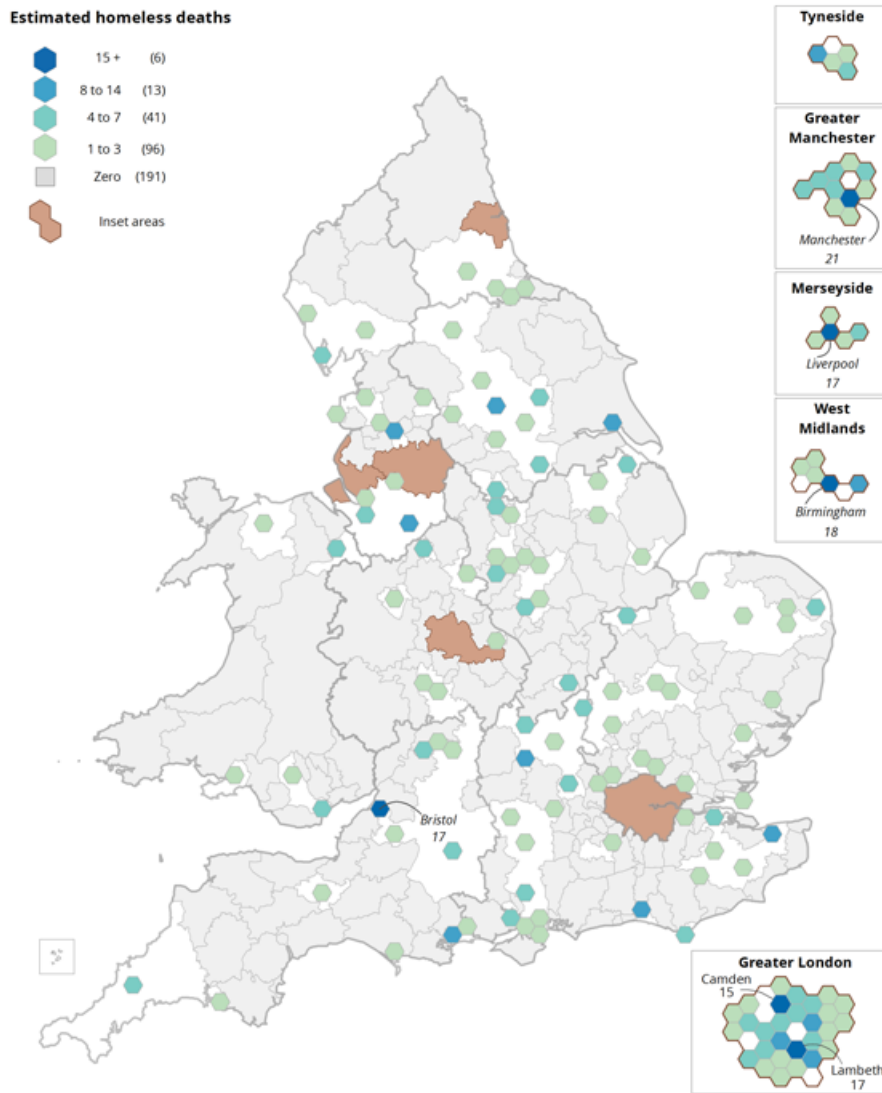 Estimated homeless deaths
15 + (6)
8 to 14 (13)
4 to 7 (41)
1 to 3 (96)
Zero (191)
Inset areas
Tyneside
Greater
Manchester
Manchester
21
Merseyside
Liverpool
17
West
Midlands
Birmingham
18
Bristol
17
Greater London
Camden
15
Lambeth
17